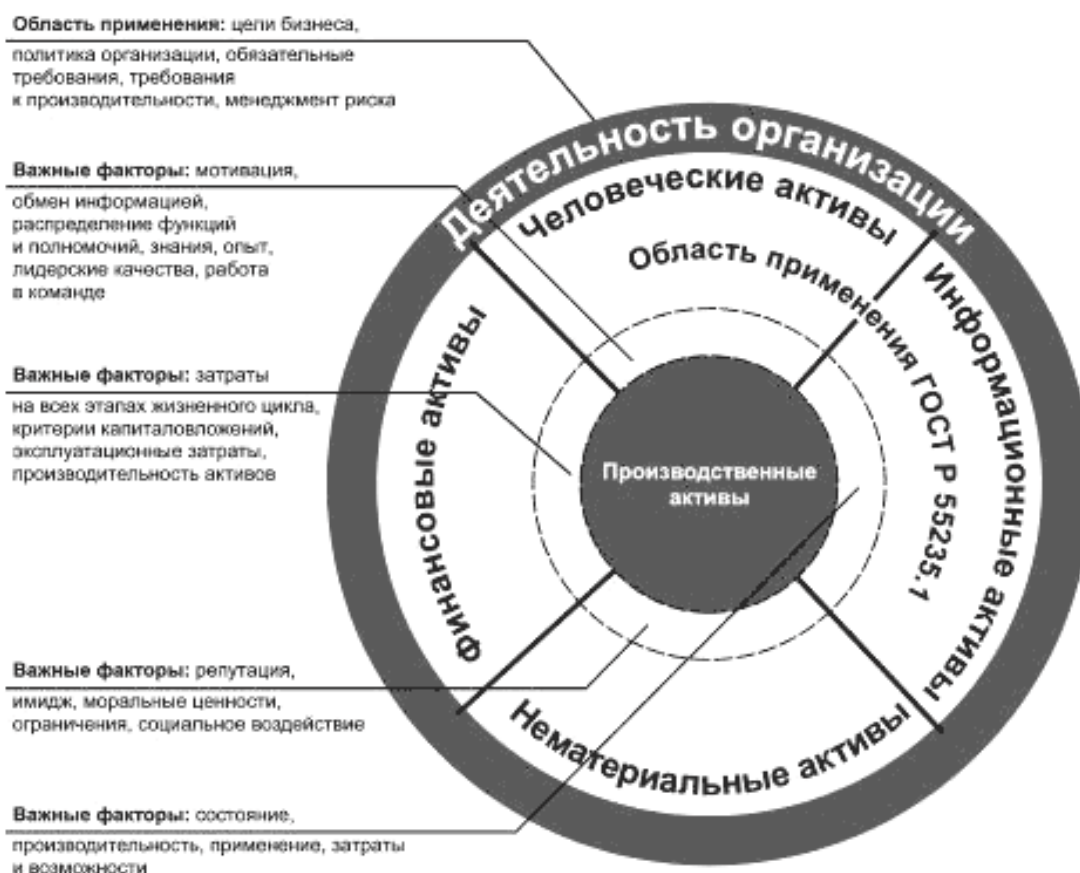 Область применения: цели бизнеса,
политика организации, обязательные
требования, требования
к производительности, менеджмент риска
Важные факторы: мотивация,
обмен информацией,
распределение функций
и полномочий, знания, опыт,
лидерские качества, работа
в команде
Важные факторы: затраты
на всех этапах жизненного цикла,
критерии капиталовложений,
эксплуатационные затраты,
производительность активов
Важные факторы: репутация,
имидж, моральные ценности,
ограничения, социальное воздействие
Важные факторы: состояние,
производительность, применение, затраты
и возможности
Деятельность организации
Человеческие активы
Область применения ГОСТ Р 55235.1
Информационные активы
Финансовые активы
Производственные
активы
Нематериальные активы